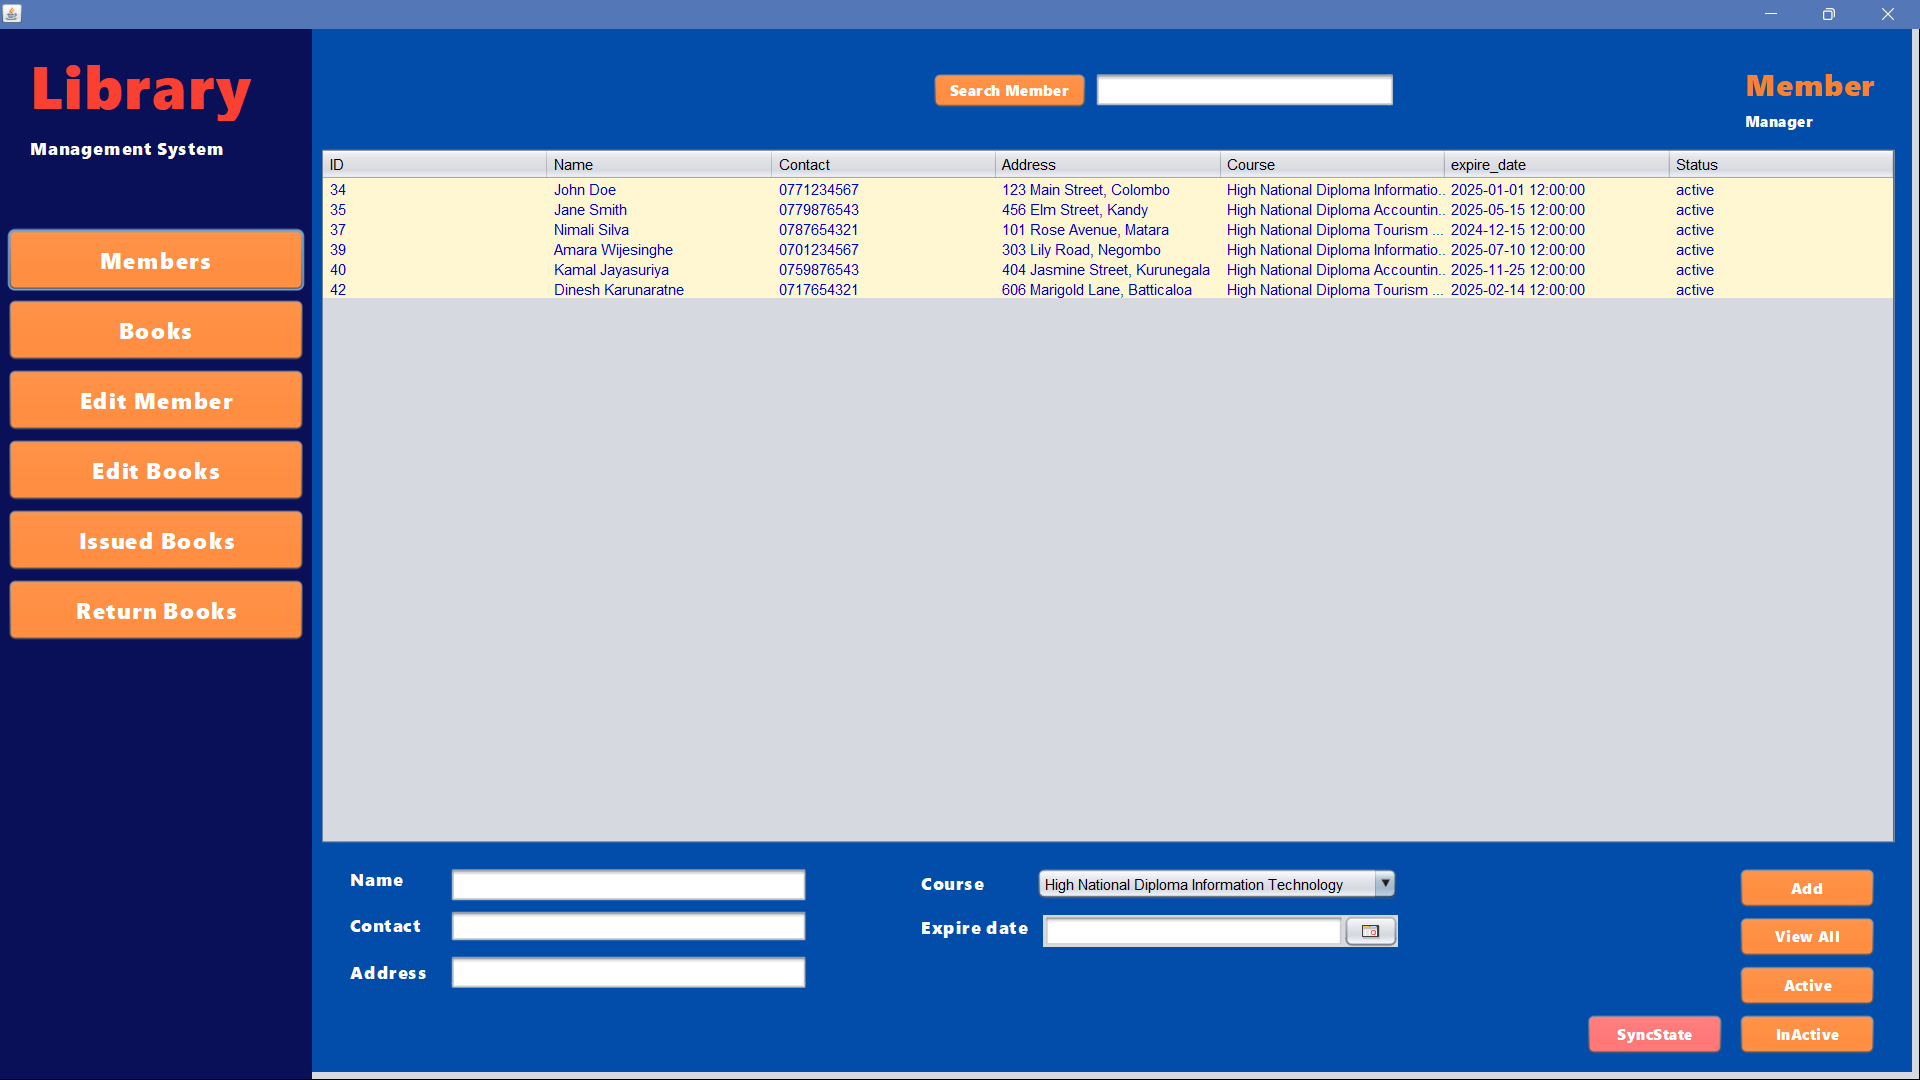 Library
Management System
Members
Books
Edit Member
Edit Books
Issued Books
Return Books
Search Member
Member
Manager
ID Name Contact Address Course expire_date Status
34 John Doe 0771234567 123 Main Street, Colombo High National Diploma Informatio.. 2025-01-01 12:00:00 active
35 Jane Smith 0779876543 456 Elm Street, Kandy High National Diploma Accountin.. 2025-05-15 12:00:00 active
37 Nimali Silva 0787654321 101 Rose Avenue, Matara High National Diploma Tourism ... 2024-12-15 12:00:00 active
39 Amara Wijesinghe 0701234567 303 Lily Road, Negombo High National Diploma Informatio.. 2025-07-10 12:00:00 active
40 Kamal Jayasuriya 0759876543 404 Jasmine Street, Kurunegala High National Diploma Accountin.. 2025-11-25 12:00:00 active
42 Dinesh Karunaratne 0717654321 606 Marigold Lane, Batticaloa High National Diploma Tourism ... 2025-02-14 12:00:00 active
Name
Contact
Address
Course High National Diploma Information Technology
Expire date
Add
View All
Active
SyncState
InActive